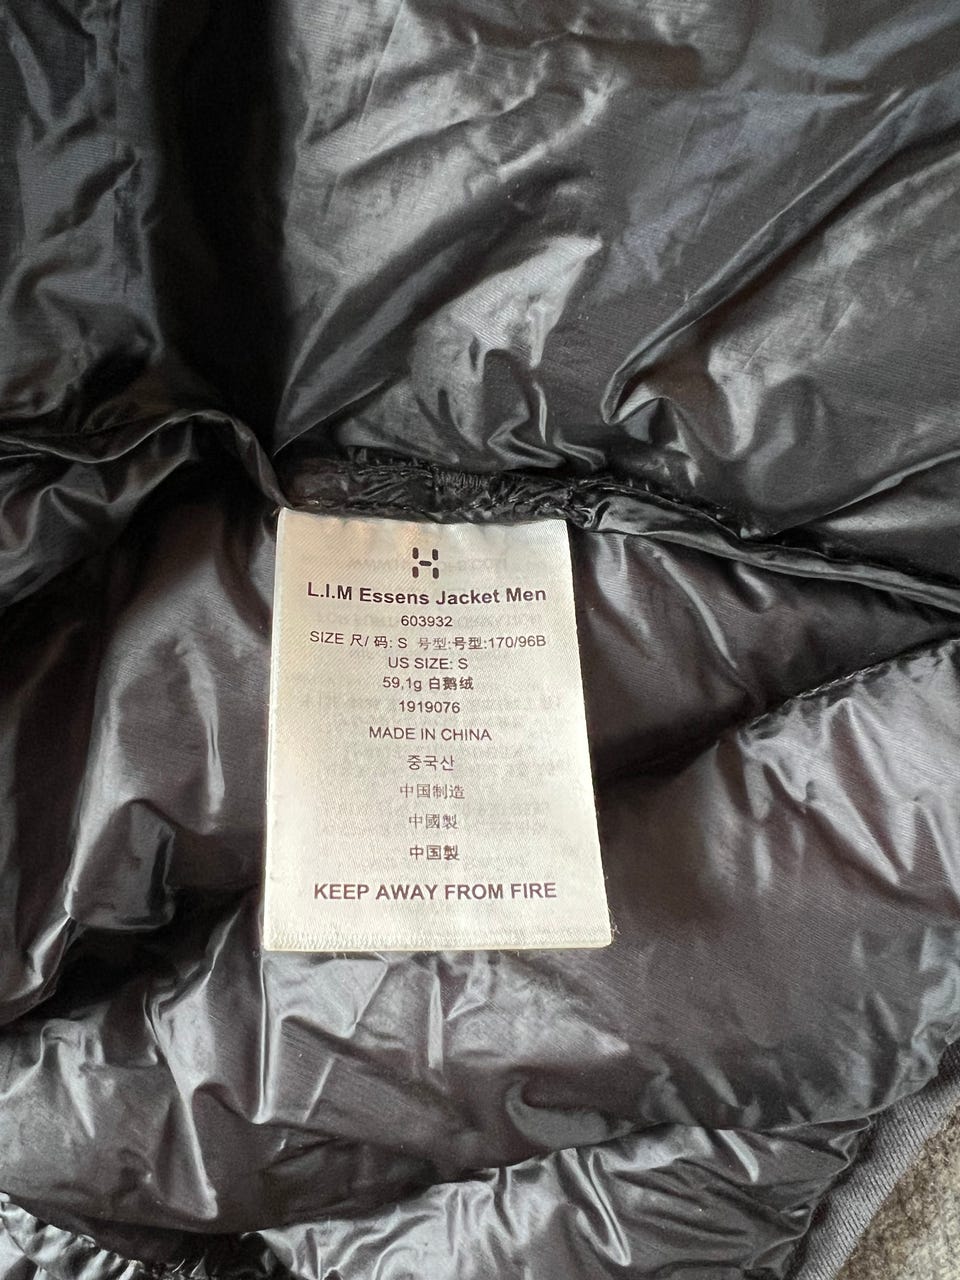 L.I.M Essens Jacket Men
603932
SIZE 尺/ 码: S 号型:号型:170/96B
US SIZE: S
59,1g 白鹅绒
1919076
MADE IN CHINA
중국산
中国制造
中國製
中国製
KEEP AWAY FROM FIRE